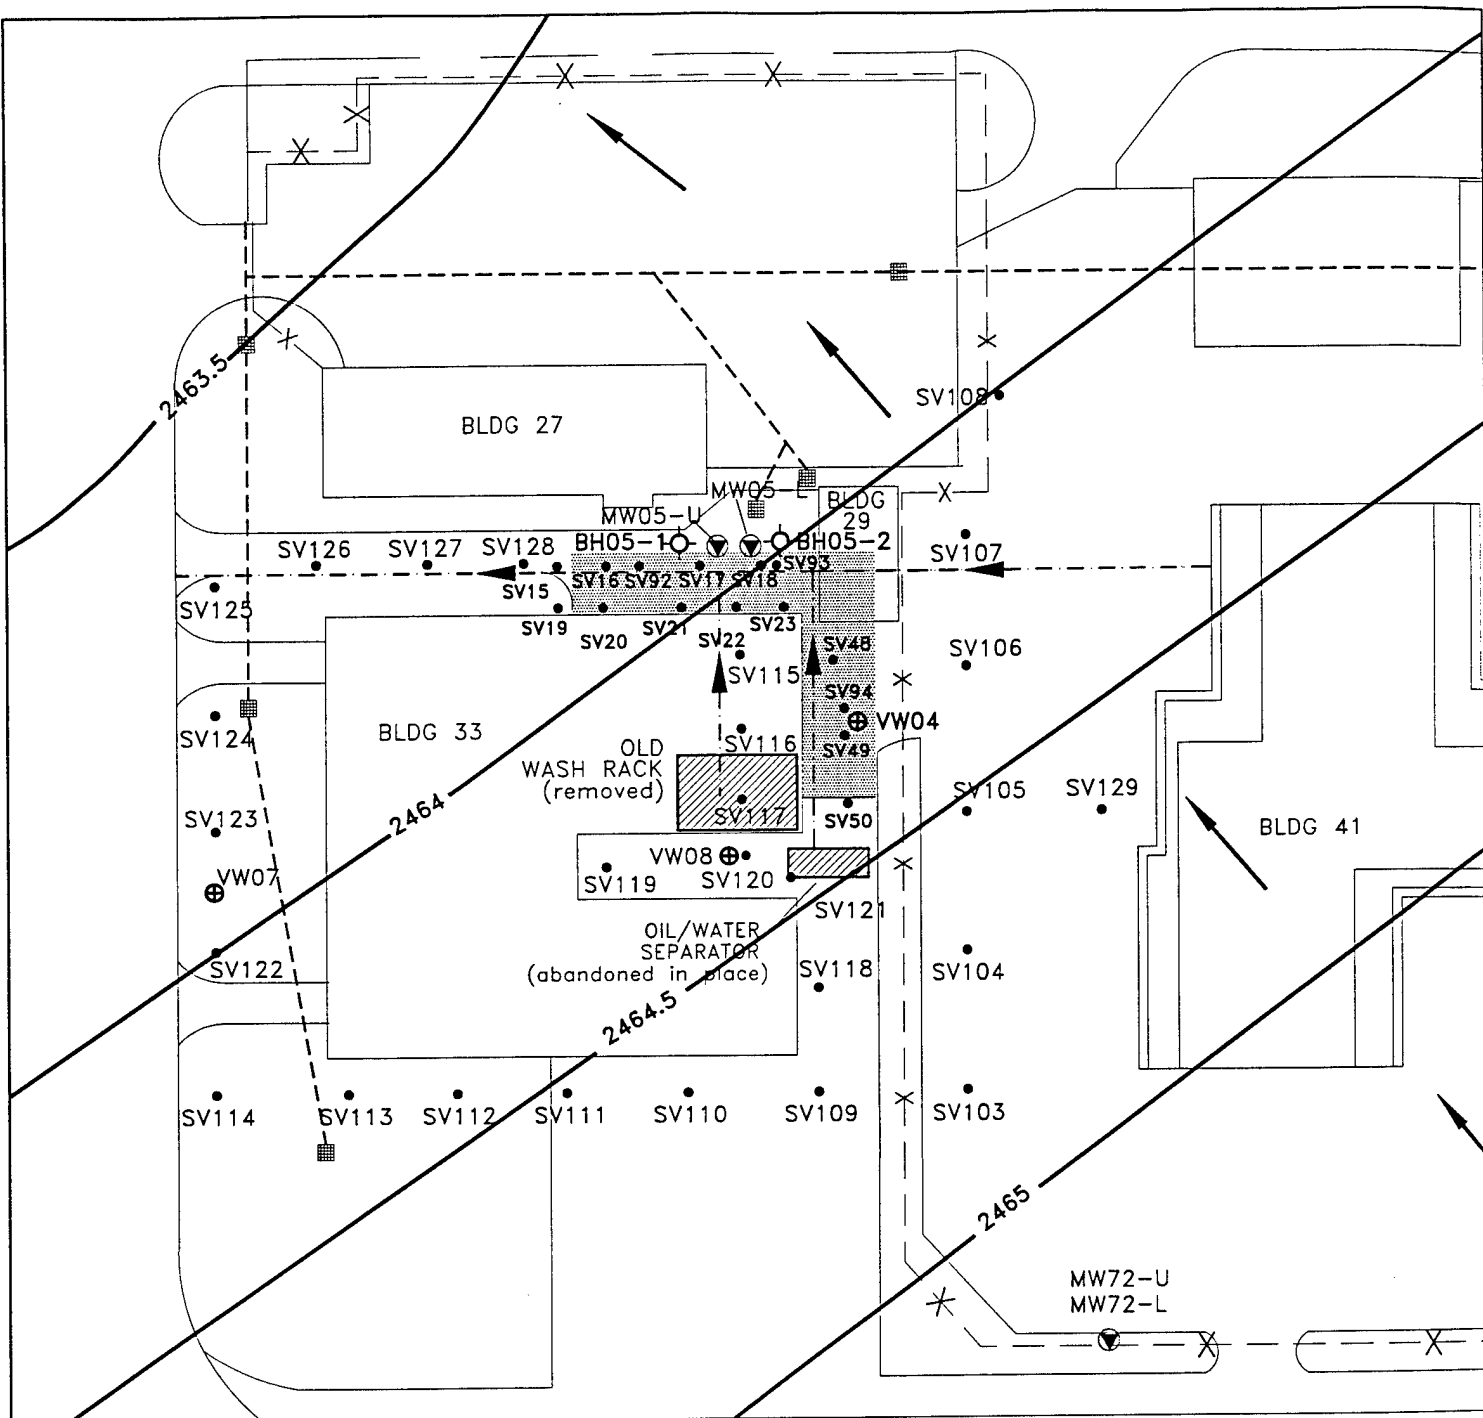 2463.5
SV108
BLDG 27
MW05-L
BLDG
29
MW05-U
BH05-1
BH05-2
SV126
SV127
SV128
SV107
SV15
SV16
SV92
SV17
SV18
SV93
SV125
SV19
SV20
SV21
SV22
SV23
SV48
SV106
SV115
SV94
VW04
SV124
BLDG 33
SV116
SV49
OLD
WASH RACK
(removed)
2464
SV117
SV50
SV105
SV129
BLDG 41
SV123
VW08
SV119
SV120
VW07
SV121
OIL/WATER
SEPARATOR
(abandoned in place)
SV122
SV118
SV104
2464.5
SV114
SV113
SV112
SV111
SV110
SV109
SV103
2465
MW72-U
MW72-L